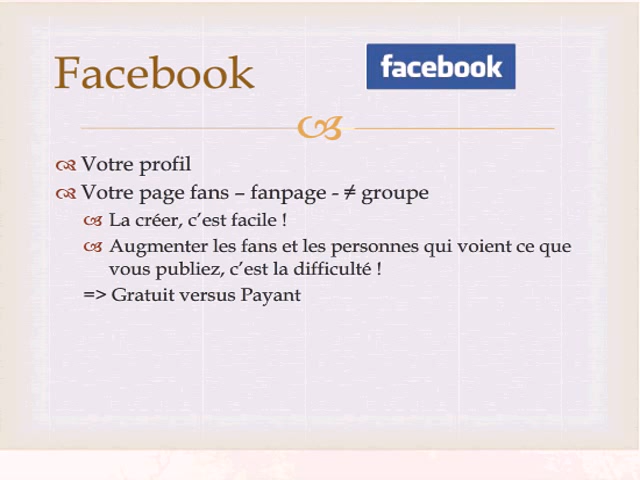 Facebook
facebook
Votre profil
Votre page fans – fanpage - ≠ groupe
La créer, c’est facile !
Augmenter les fans et les personnes qui voient ce que
vous publiez, c’est la difficulté !
=> Gratuit versus Payant